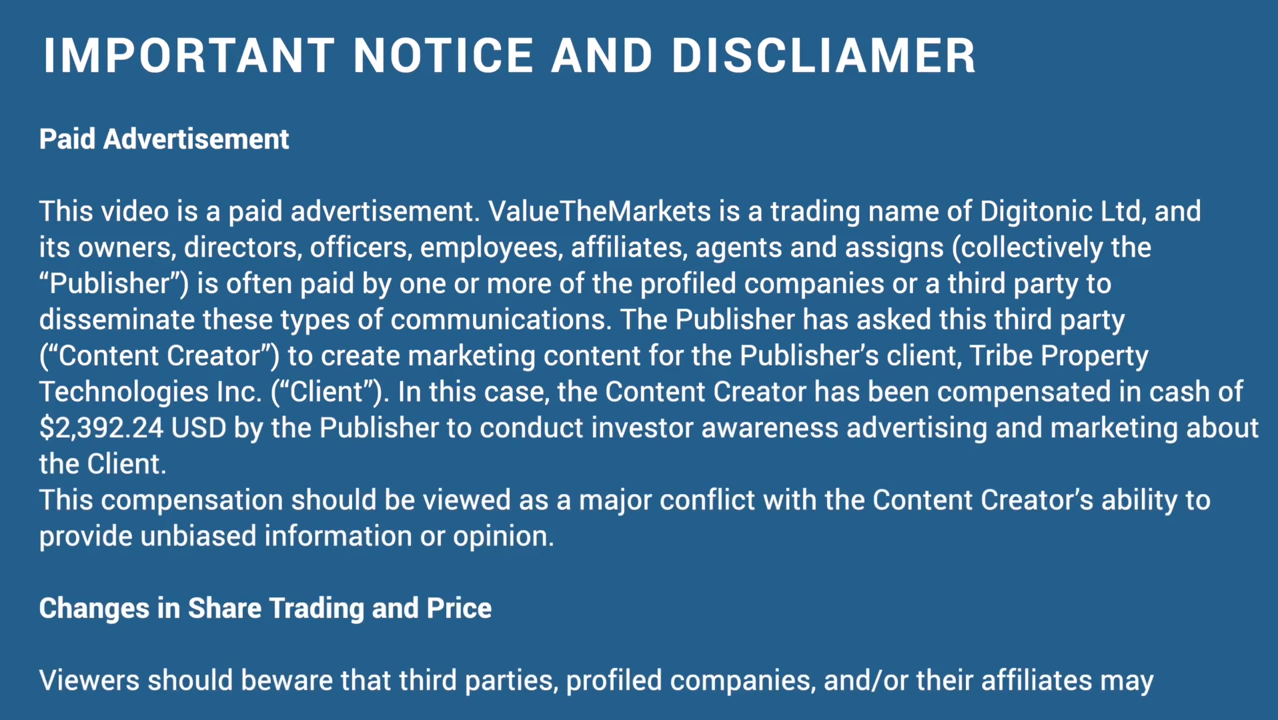 IMPORTANT NOTICE AND DISCLIAMER
Paid Advertisement
This video is a paid advertisement. ValueTheMarkets is a trading name of Digitonic Ltd, and
its owners, directors, officers, employees, affiliates, agents and assigns (collectively the
“Publisher”) is often paid by one or more of the profiled companies or a third party to
disseminate these types of communications. The Publisher has asked this third party
(“Content Creator”) to create marketing content for the Publisher’s client, Tribe Property
Technologies Inc. (“Client”). In this case, the Content Creator has been compensated in cash of
$2,392.24 USD by the Publisher to conduct investor awareness advertising and marketing about
the Client.
This compensation should be viewed as a major conflict with the Content Creator’s ability to
provide unbiased information or opinion.
Changes in Share Trading and Price
Viewers should beware that third parties, profiled companies, and/or their affiliates may